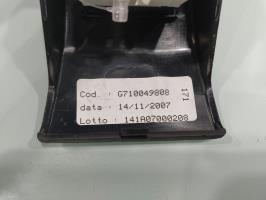 Cod. : G710049808
data : 14/11/2007
Lotto : 141A07000208
171